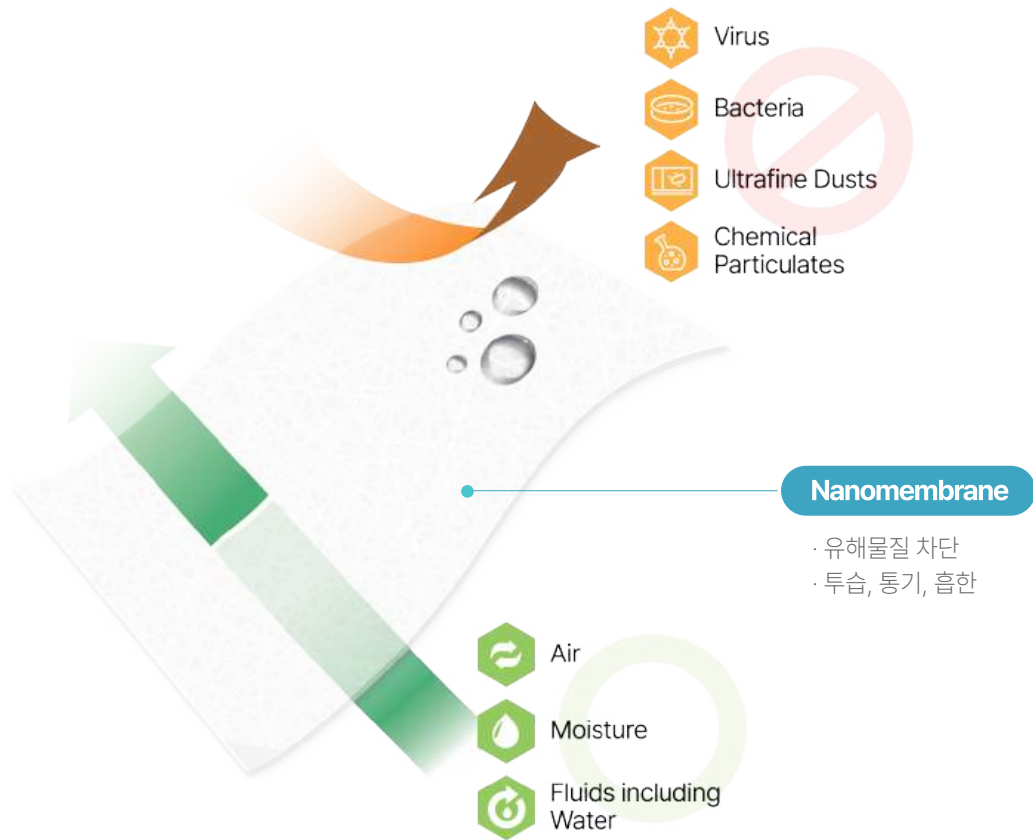 Virus
Bacteria
Ultrafine Dusts
Chemical
Particulates
Nanomembrane
· 유해물질 차단
· 투습, 통기, 흡한
Air
Moisture
Fluids including
Water